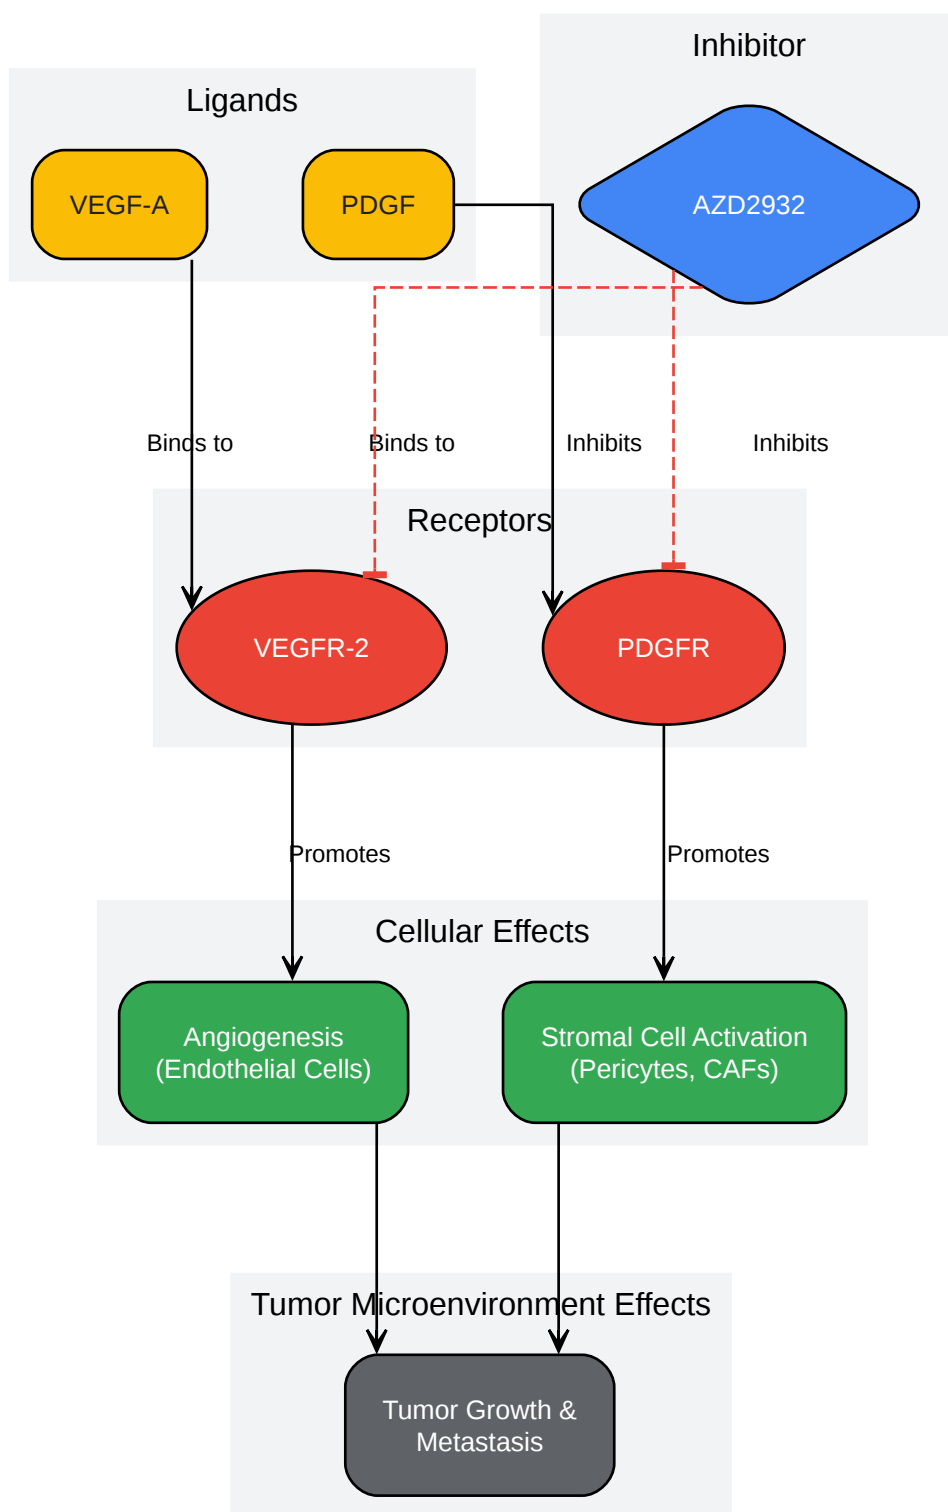 Inhibitor
Ligands
VEGF-A
PDGF
AZD2932
Binds to
Binds to
Inhibits
Inhibits
Receptors
VEGFR-2
PDGFR
Promotes
Promotes
Cellular Effects
Angiogenesis
(Endothelial Cells)
Stromal Cell Activation
(Pericytes, CAFs)
Tumor Microenvironment Effects
Tumor Growth &
Metastasis